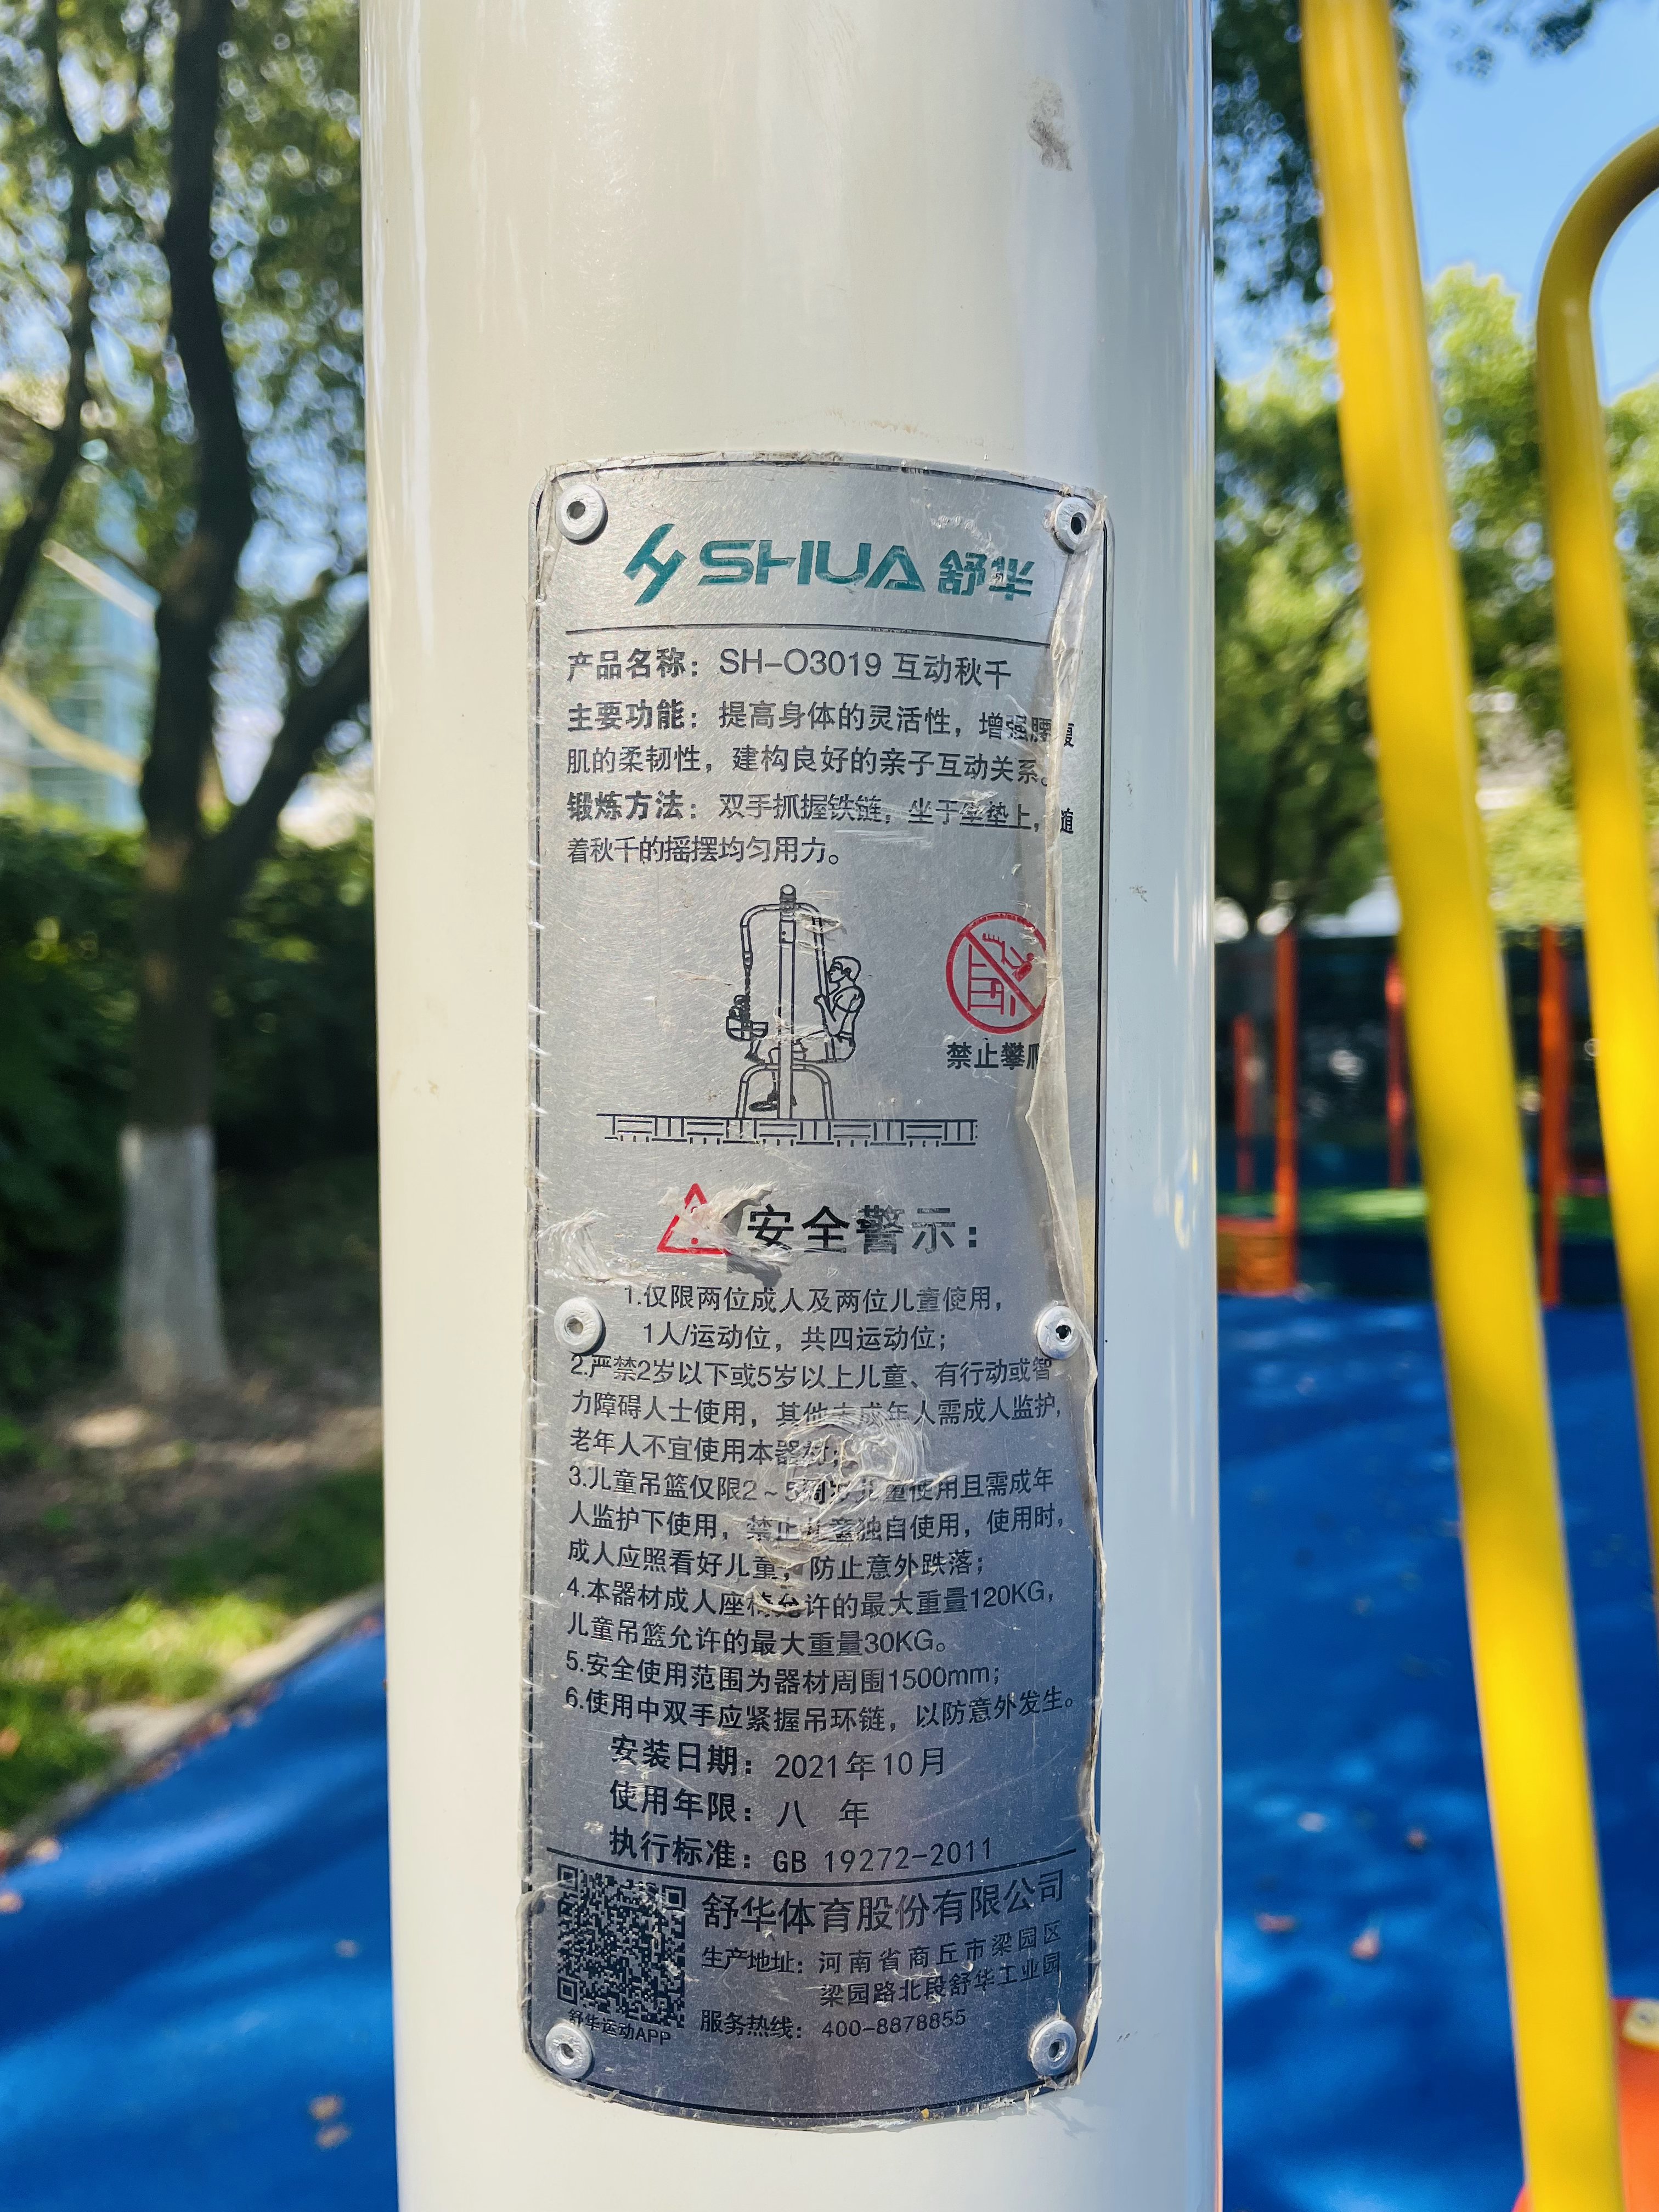 SHUA 舒华
产品名称：SH-O3019 互动秋千
主要功能：提高身体的灵活性，增强腰腹
肌的柔韧性，建构良好的亲子互动关系。
锻炼方法：双手抓握铁链，坐于坐垫上，随
着秋千的摇摆均匀用力。
禁止攀爬
安全警示：
1.仅限两位成人及两位儿童使用，
1人/运动位，共四运动位；
2.严禁2岁以下或5岁以上儿童、有行动或智
力障碍人士使用，其他未成年人需成人监护，
老年人不宜使用本器材；
3.儿童吊篮仅限2～5周岁儿童使用且需成年
人监护下使用，禁止儿童独自使用，使用时，
成人应照看好儿童，防止意外跌落；
4.本器材成人座椅允许的最大重量120KG，
儿童吊篮允许的最大重量30KG。
5.安全使用范围为器材周围1500mm；
6.使用中双手应紧握吊环链，以防意外发生。
安装日期：2021年10月
使用年限：八 年
执行标准：GB 19272-2011
舒华体育股份有限公司
生产地址：河南省商丘市梁园区
梁园路北段舒华工业园
服务热线：400-8878855
舒华运动APP